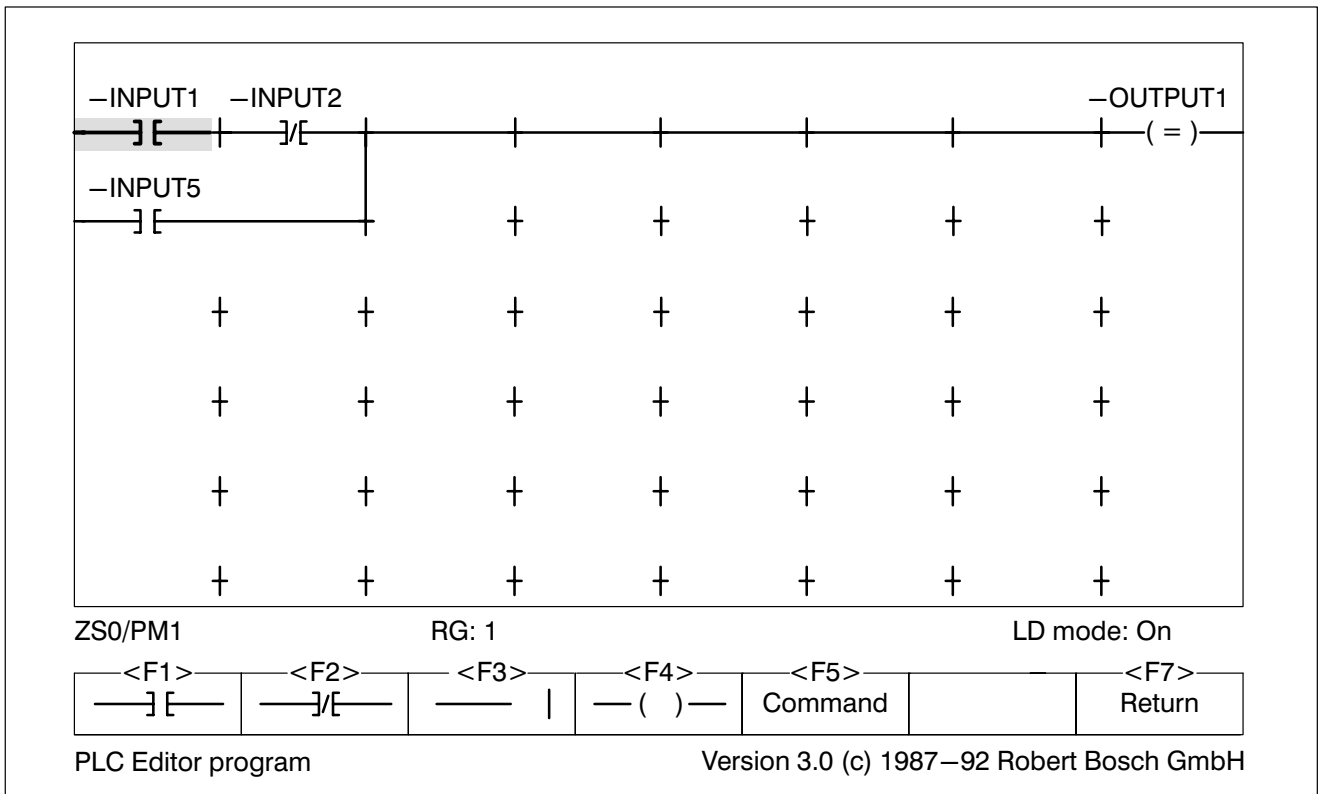 −INPUT1 −INPUT2 −OUTPUT1
( = )
−INPUT5
ZS0/PM1 RG: 1 LD mode: On
<F1> <F2> <F3> <F4> <F5> <F7>
( ) Command Return
PLC Editor program Version 3.0 (c) 1987−92 Robert Bosch GmbH